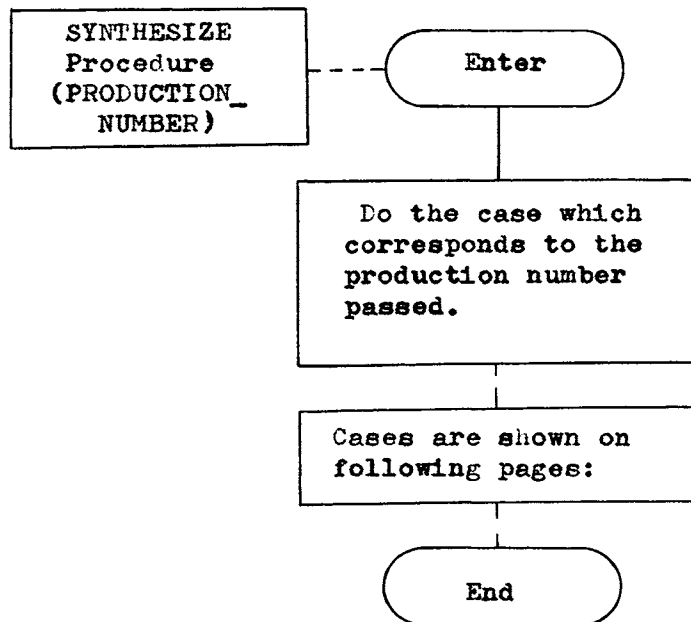 SYNTHESIZE
Procedure
(PRODUCTION_
NUMBER)
Enter
Do the case which
corresponds to the
production number
passed.
Cases are shown on
following pages:
End